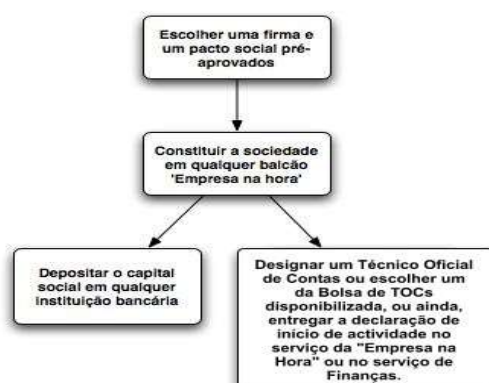 Escolher uma firma e
um pacto social pré-
aprovados
Constituir a sociedade
em qualquer balcão
'Empresa na hora'
Depositar o capital
social em qualquer
instituição bancária
Designar um Técnico Oficial
de Contas ou escolher um
da Bolsa de TOCs
disponibilizada, ou ainda,
entregar a declaração de
início de actividade no
serviço da "Empresa na
Hora" ou no serviço de
Finanças.